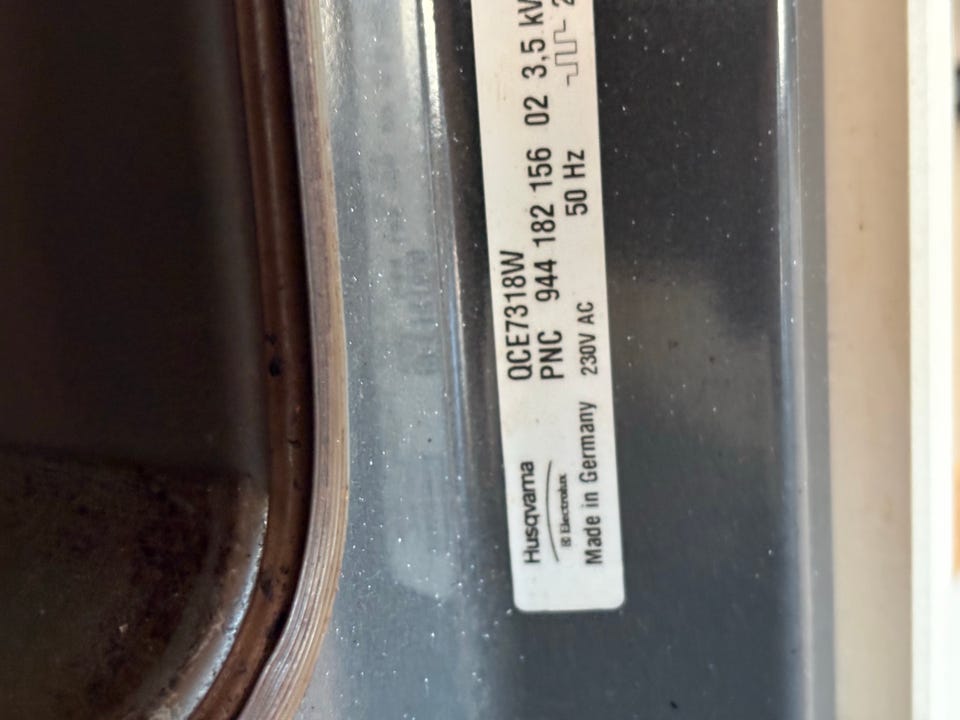 Husqvarna
Electrolux
QCE7318W
PNC 944 182 156 02 3,5
Made in Germany 230V AC 50 Hz